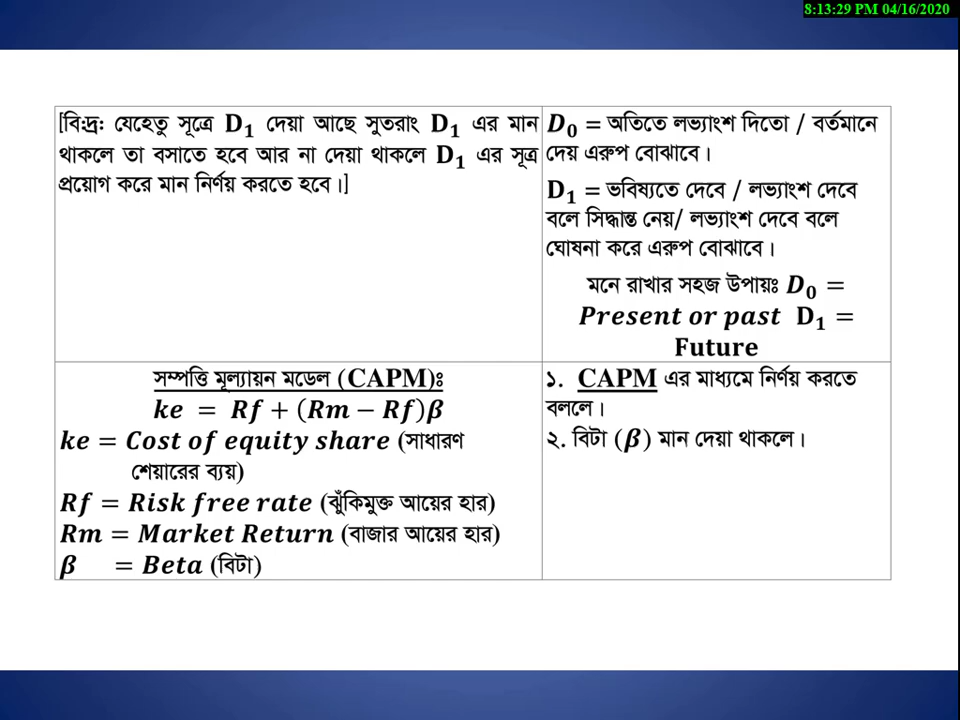 8:13:29 PM 04/16/2020
[বি:দ্র: যেহেতু সূত্রে D₁ দেয়া আছে সুতরাং D₁ এর মান
থাকলে তা বসাতে হবে আর না দেয়া থাকলে D₁ এর সূত্র
প্রয়োগ করে মান নির্ণয় করতে হবে।]
D₀ = অতিতে লভ্যাংশ দিতো / বর্তমানে
দেয় এরুপ বোঝাবে।
D₁ = ভবিষ্যতে দেবে / লভ্যাংশ দেবে
বলে সিদ্ধান্ত নেয়/ লভ্যাংশ দেবে বলে
ঘোষনা করে এরুপ বোঝাবে।
মনে রাখার সহজ উপায়ঃ D₀ =
Present or past D₁ =
Future
সম্পত্তি মূল্যায়ন মডেল (CAPM)ঃ
ke = Rf + (Rm − Rf)β
ke = Cost of equity share (সাধারণ
শেয়ারের ব্যয়)
Rf = Risk free rate (ঝুঁকিমুক্ত আয়ের হার)
Rm = Market Return (বাজার আয়ের হার)
β = Beta (বিটা)
১. CAPM এর মাধ্যমে নির্ণয় করতে
বললে।
২. বিটা (β) মান দেয়া থাকলে।